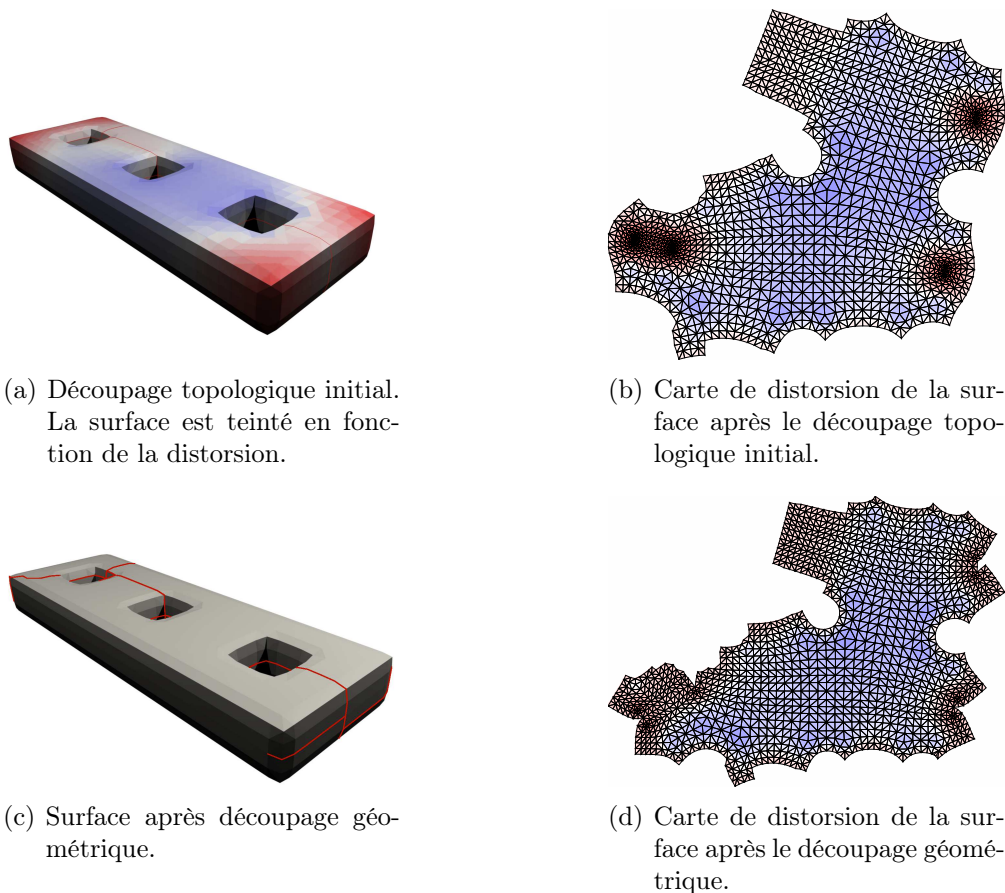 (a) Découpage topologique initial.
La surface est teinté en fonc-
tion de la distorsion.
(b) Carte de distorsion de la sur-
face après le découpage topo-
logique initial.
(c) Surface après découpage géo-
métrique.
(d) Carte de distorsion de la sur-
face après le découpage géomé-
trique.